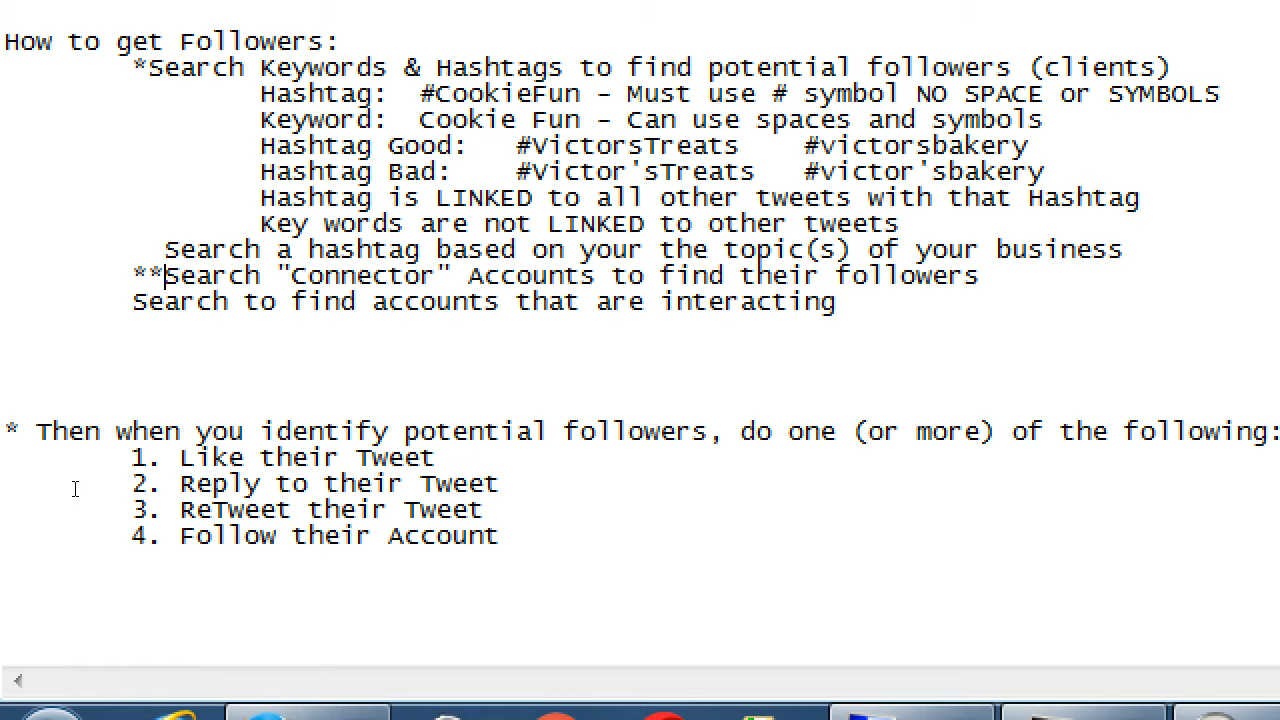 How to get Followers:
*Search Keywords & Hashtags to find potential followers (clients)
Hashtag: #CookieFun - Must use # symbol NO SPACE or SYMBOLS
Keyword: Cookie Fun - Can use spaces and symbols
Hashtag Good: #VictorsTreats #victorsbakery
Hashtag Bad: #Victor'sTreats #victor'sbakery
Hashtag is LINKED to all other tweets with that Hashtag
Key words are not LINKED to other tweets
Search a hashtag based on your the topic(s) of your business
**Search "Connector" Accounts to find their followers
Search to find accounts that are interacting
* Then when you identify potential followers, do one (or more) of the following:
1. Like their Tweet
2. Reply to their Tweet
3. ReTweet their Tweet
4. Follow their Account